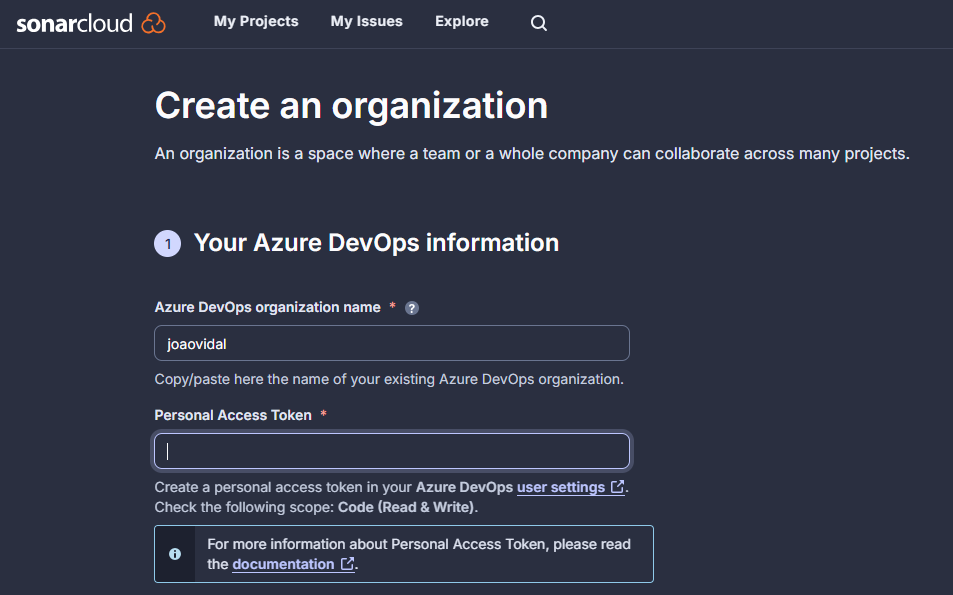 sonarcloud My Projects My Issues Explore
Create an organization
An organization is a space where a team or a whole company can collaborate across many projects.
1 Your Azure DevOps information
Azure DevOps organization name * ?
joaovidal
Copy/paste here the name of your existing Azure DevOps organization.
Personal Access Token *
Create a personal access token in your Azure DevOps user settings.
Check the following scope: Code (Read & Write).
For more information about Personal Access Token, please read
the documentation.